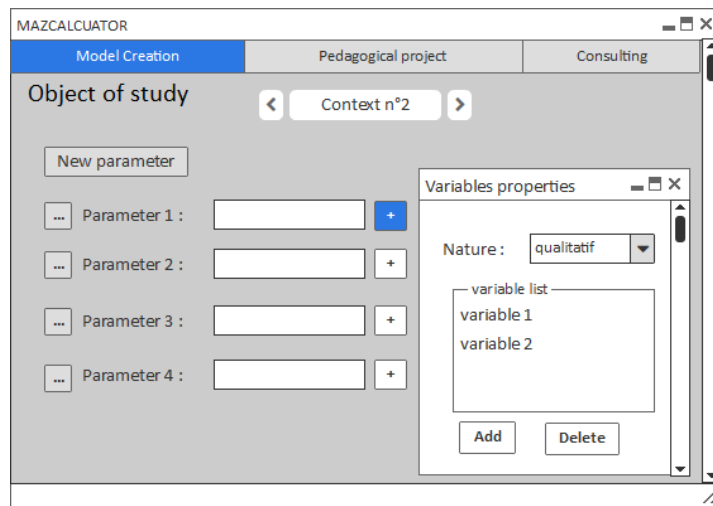 MAZCALCUATOR
Model Creation Pedagogical project Consulting
Object of study
Context n°2
New parameter
... Parameter 1 : +
... Parameter 2 : +
... Parameter 3 : +
... Parameter 4 : +
Variables properties
Nature : qualitatif
variable list
variable 1
variable 2
Add Delete